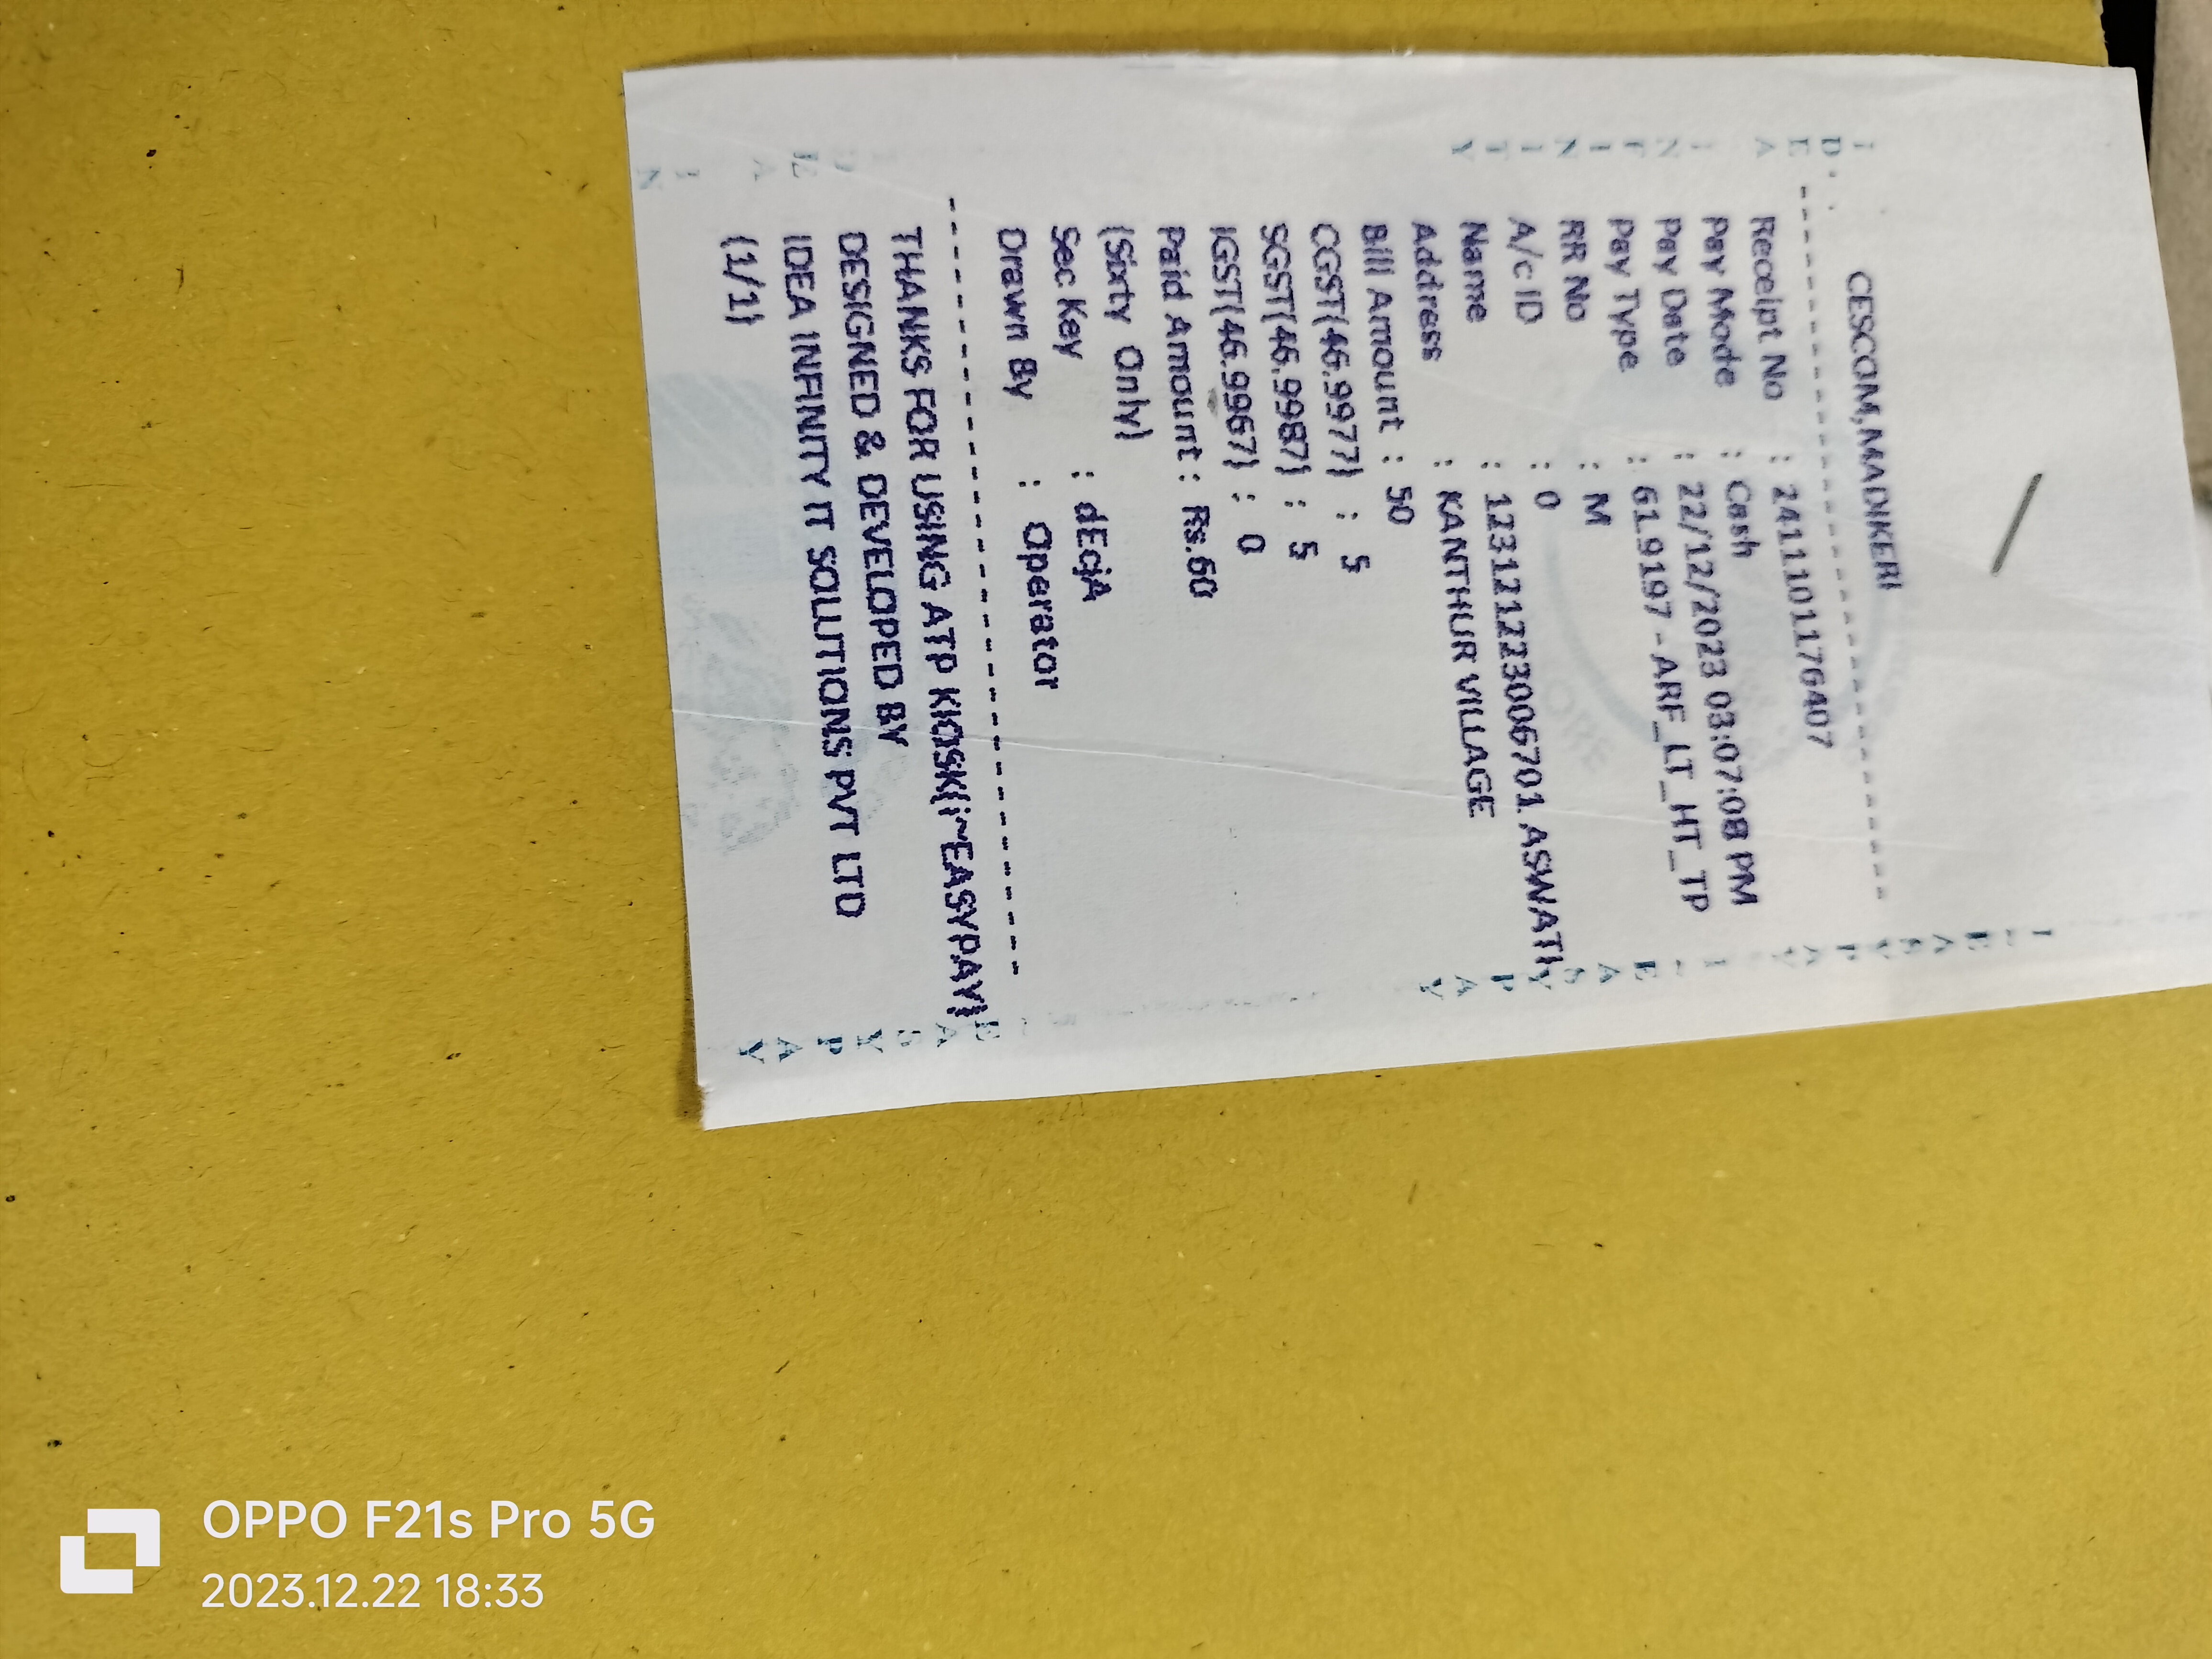 CESCOM,MADIKERI
Receipt No : 2411101176407
Pay Mode : Cash
Pay Date : 22/12/2023 03:07:08 PM
Pay Type : 61.9197 - ARF_LT_HT_TP
RR No : M
A/c ID : 0
Name : 123121223006701 ASWATI
Address : KANTHUR VILLAGE
Bill Amount : 50
CGST(46.9977) : 5
SGST(46.9987) : 5
IGST(46.9967) : 0
Paid Amount : Rs.60
(Sixty Only)
Sec Key : dEcjA
Drawn By : Operator
THANKS FOR USING ATP KIOSK(i~EASYPAY)
DESIGNED & DEVELOPED BY
IDEA INFINITY IT SOLUTIONS PVT LTD
(1/1)
OPPO F21s Pro 5G
2023.12.22 18:33